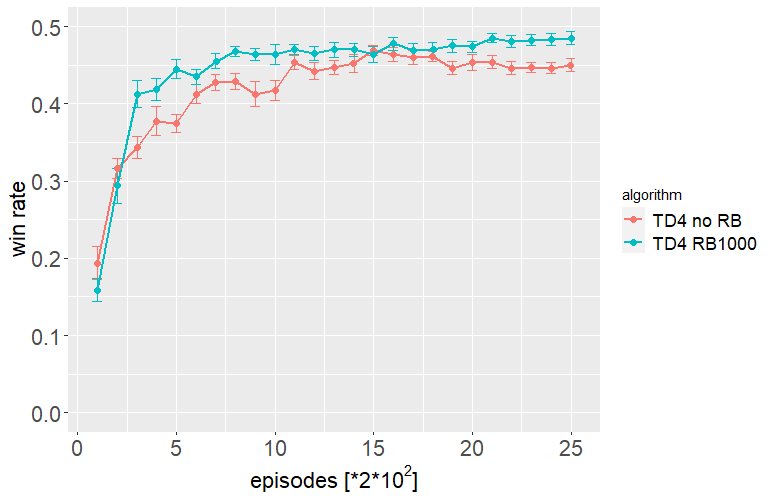 0.5
0.4
0.3
0.2
0.1
0.0
win rate
0 5 10 15 20 25
episodes [*2*10²]
algorithm
TD4 no RB
TD4 RB1000